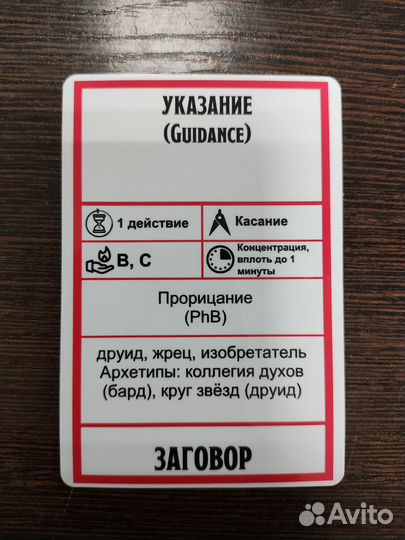 УКАЗАНИЕ
(GUIDANCE)
1 действие
Касание
В, С
Концентрация,
вплоть до 1
минуты
Прорицание
(PhB)
друид, жрец, изобретатель
Архетипы: коллегия духов
(бард), круг звёзд (друид)
ЗАГОВОР
Avito